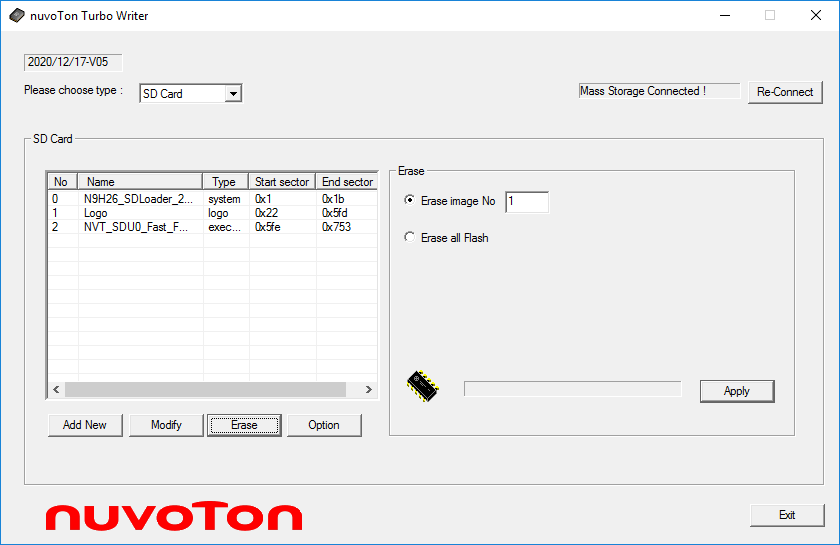 nuvoTon Turbo Writer
2020/12/17-V05
Please choose type :
SD Card
Mass Storage Connected !
Re-Connect
SD Card
No Name Type Start sector End sector
0 N9H26_SDLoader_2... system 0x1 0x1b
1 Logo logo 0x22 0x5fd
2 NVT_SDU0_Fast_F... exec... 0x5fe 0x753
Erase
Erase image No 1
Erase all Flash
Apply
Add New Modify Erase Option
nuvoTon
Exit